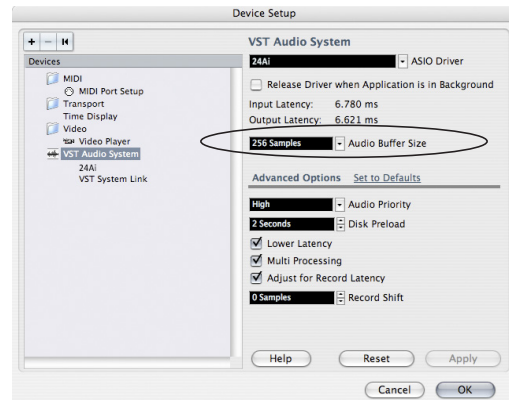 Device Setup
Devices
MIDI
MIDI Port Setup
Transport
Time Display
Video
Video Player
VST Audio System
24Ai
VST System Link
VST Audio System
24Ai ASIO Driver
Release Driver when Application is in Background
Input Latency: 6.780 ms
Output Latency: 6.621 ms
256 Samples Audio Buffer Size
Advanced Options Set to Defaults
High Audio Priority
2 Seconds Disk Preload
Lower Latency
Multi Processing
Adjust for Record Latency
0 Samples Record Shift
Help Reset Apply
Cancel OK